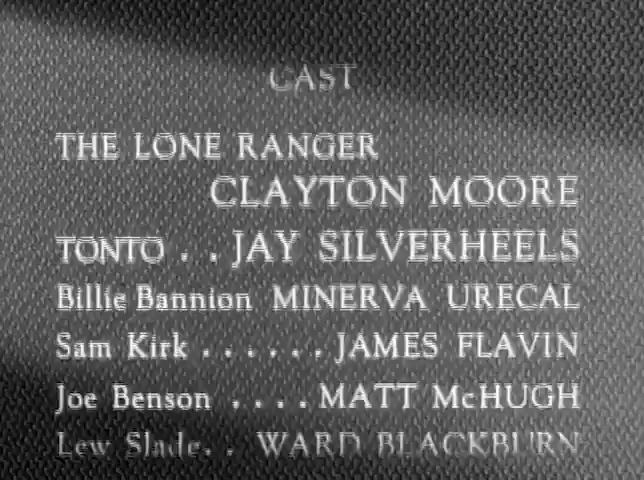 CAST
THE LONE RANGER
CLAYTON MOORE
TONTO . . JAY SILVERHEELS
Billie Bannion MINERVA URECAL
Sam Kirk . . . . . . JAMES FLAVIN
Joe Benson . . . . MATT McHUGH
Lew Slade. . WARD BLACKBURN